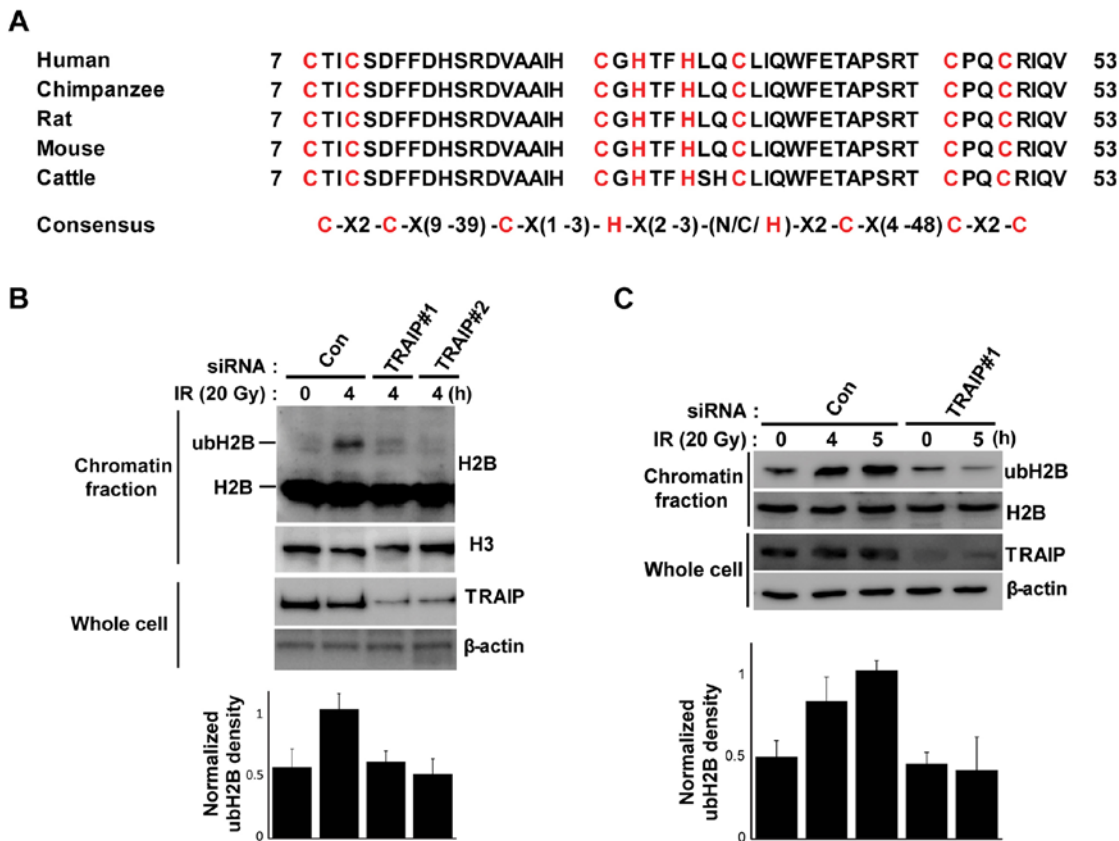 A
Human 7 CTICSDFFDHSRDVAAIH CGHTFHLQCLIQWFETAPSRT CPQCRIQV 53
Chimpanzee 7 CTICSDFFDHSRDVAAIH CGHTFHLQCLIQWFETAPSRT CPQCRIQV 53
Rat 7 CTICSDFFDHSRDVAAIH CGHTFHLQCLIQWFETAPSRT CPQCRIQV 53
Mouse 7 CTICSDFFDHSRDVAAIH CGHTFHLQCLIQWFETAPSRT CPQCRIQV 53
Cattle 7 CTICSDFFDHSRDVAAIH CGHTFHSHCLIQWFETAPSRT CPQCRIQV 53
Consensus C -X2 -C -X(9 -39) -C -X(1 -3)- H -X(2 -3)-(N/C/ H )-X2 -C -X(4 -48) C -X2 -C
B
siRNA : Con TRAIP#1 TRAIP#2
IR (20 Gy) : 0 4 4 4 (h)
Chromatin
fraction
ubH2B
H2B
H2B
H3
Whole cell
TRAIP
β-actin
Normalized
ubH2B density
1
0.5
0
C
siRNA : Con TRAIP#1
IR (20 Gy) : 0 4 5 0 5 (h)
Chromatin
fraction
ubH2B
H2B
Whole cell
TRAIP
β-actin
Normalized
ubH2B density
1
0.5
0